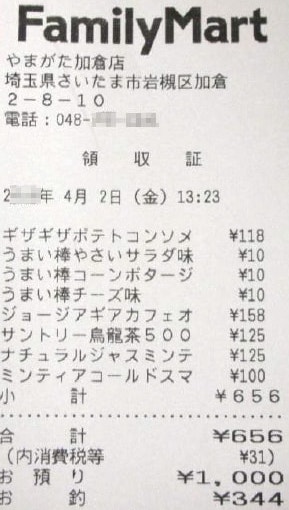 FamilyMart
やまがた加倉店
埼玉県さいたま市岩槻区加倉
2-8-10
電話:048-
領 収 証
2 年 4月 2日(金) 13:23
ギザギザポテトコンソメ ¥118
うまい棒やさいサラダ味 ¥10
うまい棒コーンポタージ ¥10
うまい棒チーズ味 ¥10
ジョージアギアカフェオ ¥158
サントリー烏龍茶500 ¥125
ナチュラルジャスミンテ ¥125
ミンティアコールドスマ ¥100
小 計 ¥656
合 計 ¥656
(内消費税等 ¥31)
お 預 り ¥1,000
お 釣 ¥344